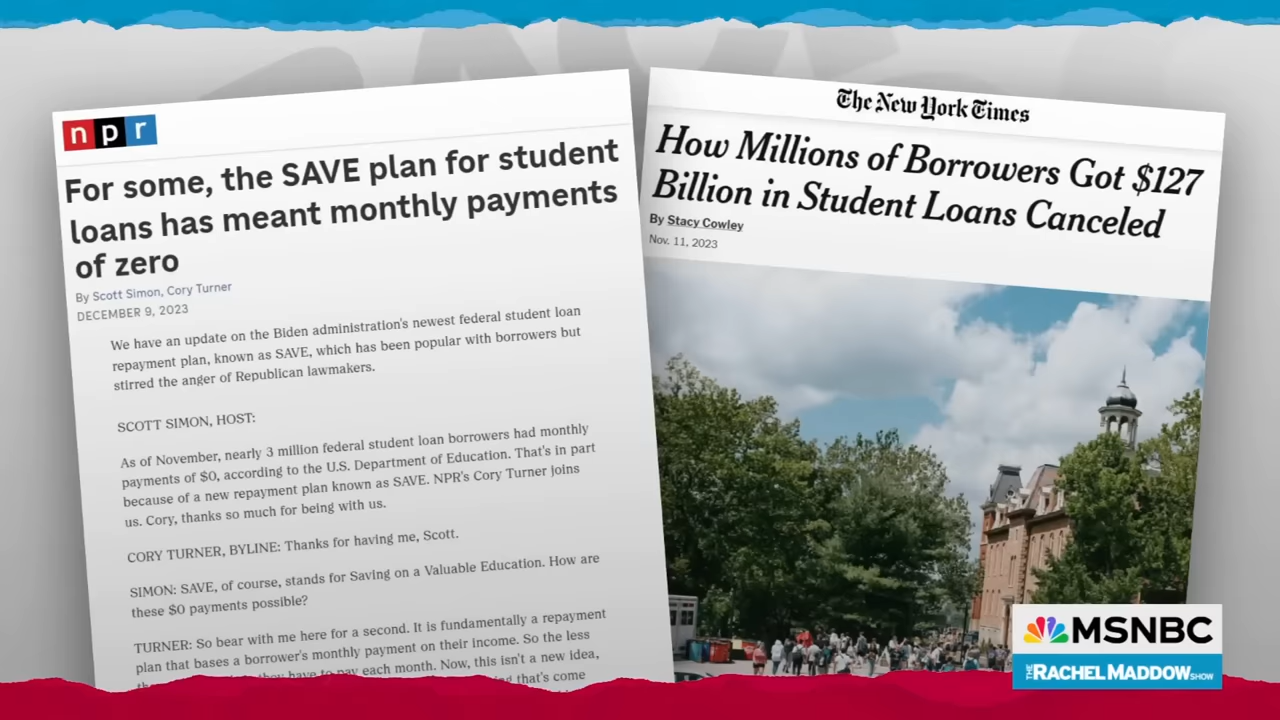 npr
For some, the SAVE plan for student
loans has meant monthly payments
of zero
By Scott Simon, Cory Turner
DECEMBER 9, 2023
We have an update on the Biden administration's newest federal student loan
repayment plan, known as SAVE, which has been popular with borrowers but
stirred the anger of Republican lawmakers.
SCOTT SIMON, HOST:
As of November, nearly 3 million federal student loan borrowers had monthly
payments of $0, according to the U.S. Department of Education. That's in part
because of a new repayment plan known as SAVE. NPR's Cory Turner joins
us. Cory, thanks so much for being with us.
CORY TURNER, BYLINE: Thanks for having me, Scott.
SIMON: SAVE, of course, stands for Saving on a Valuable Education. How are
these $0 payments possible?
TURNER: So bear with me here for a second. It is fundamentally a repayment
plan that bases a borrower's monthly payment on their income. So the less
they have to pay each month. Now, this isn't a new idea,
that's come
The New York Times
How Millions of Borrowers Got $127
Billion in Student Loans Canceled
By Stacy Cowley
Nov. 11, 2023
MSNBC
THE RACHEL MADDOW SHOW